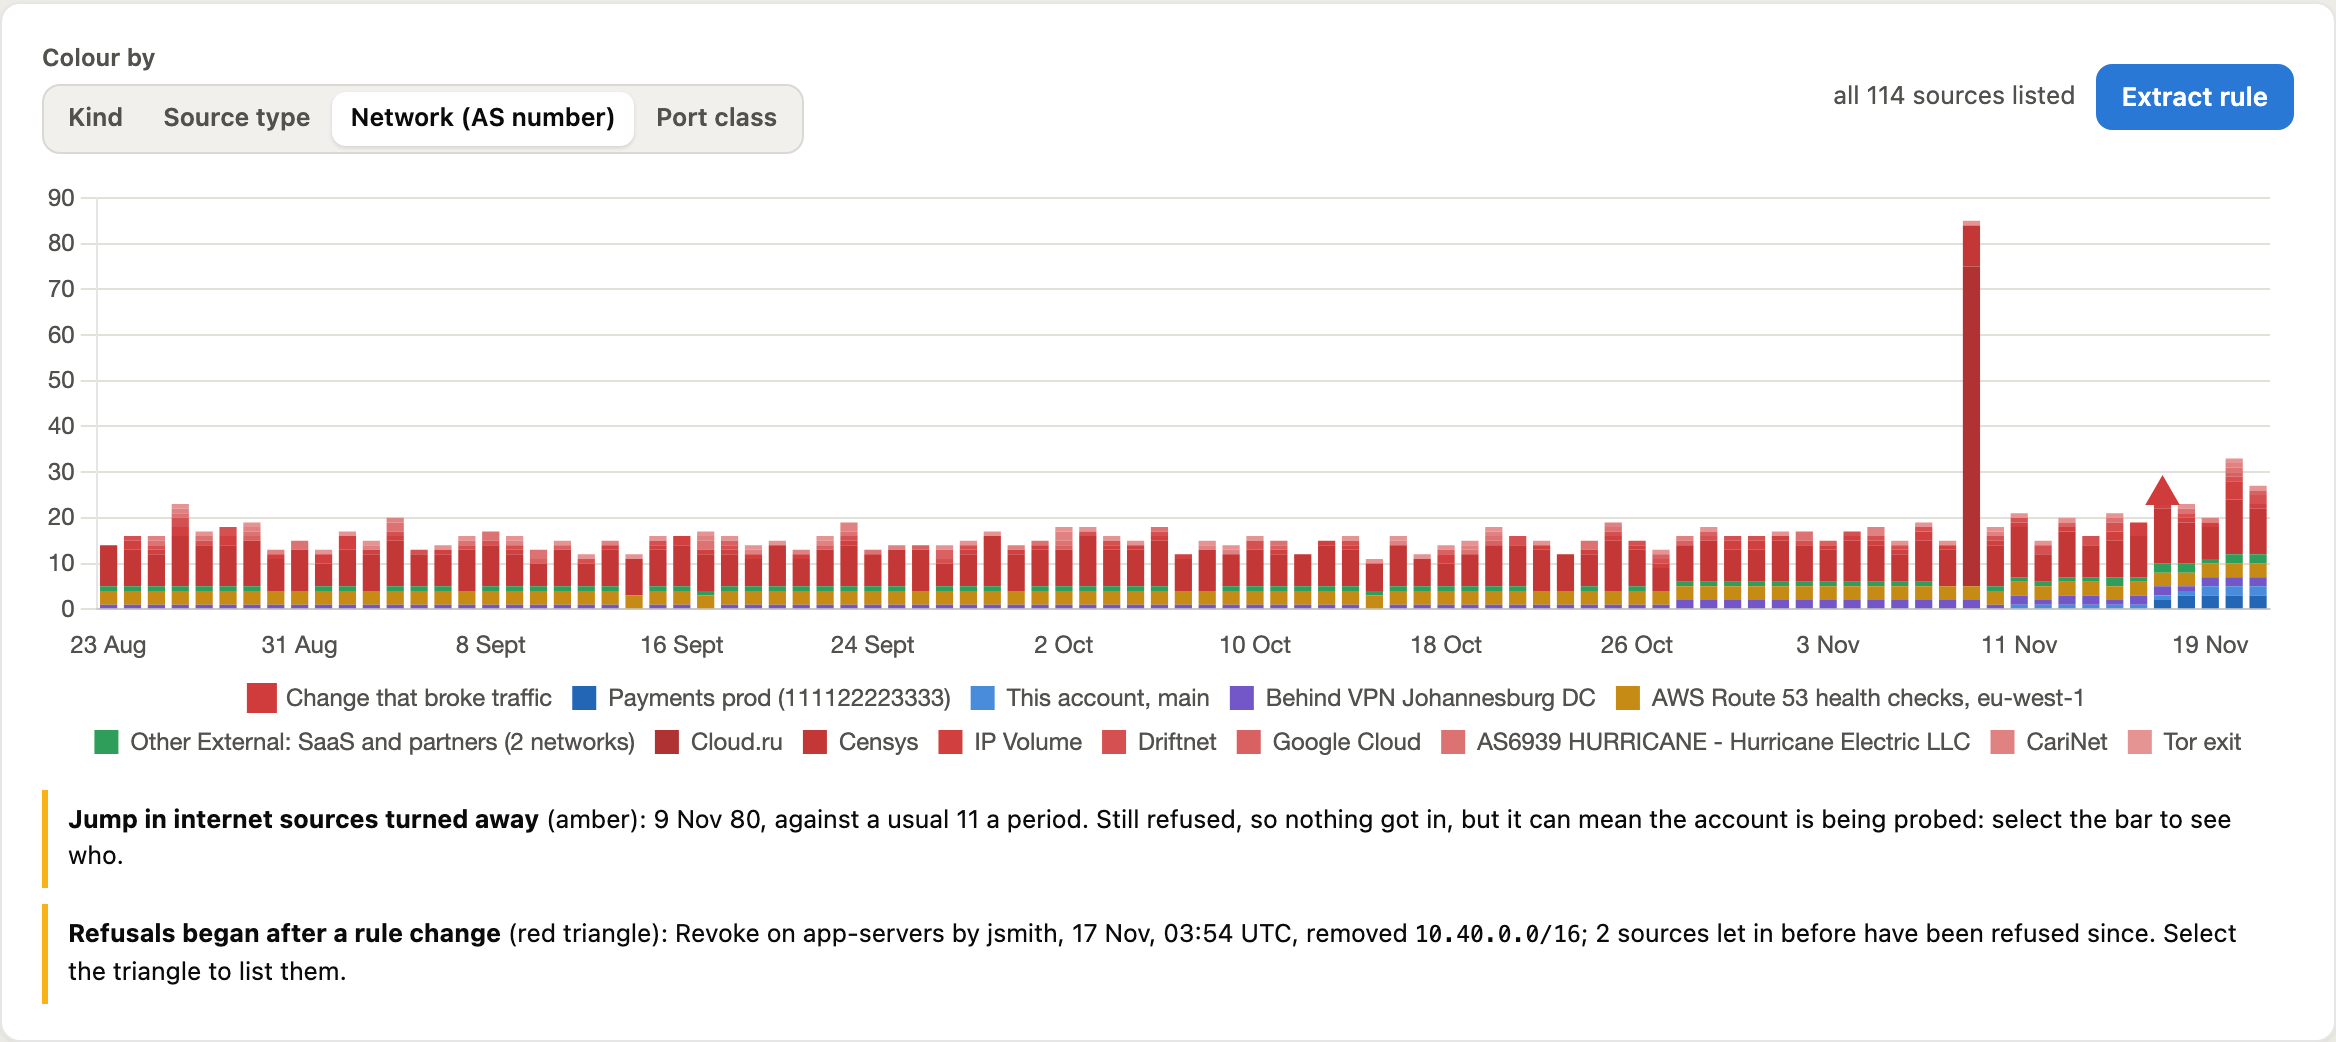 Colour by
Kind Source type Network (AS number) Port class
all 114 sources listed
Extract rule
90
80
70
60
50
40
30
20
10
0
23 Aug 31 Aug 8 Sept 16 Sept 24 Sept 2 Oct 10 Oct 18 Oct 26 Oct 3 Nov 11 Nov 19 Nov
Change that broke traffic Payments prod (111122223333) This account, main Behind VPN Johannesburg DC AWS Route 53 health checks, eu-west-1
Other External: SaaS and partners (2 networks) Cloud.ru Censys IP Volume Driftnet Google Cloud AS6939 HURRICANE - Hurricane Electric LLC CariNet Tor exit
Jump in internet sources turned away (amber): 9 Nov 80, against a usual 11 a period. Still refused, so nothing got in, but it can mean the account is being probed: select the bar to see
who.
Refusals began after a rule change (red triangle): Revoke on app-servers by jsmith, 17 Nov, 03:54 UTC, removed 10.40.0.0/16; 2 sources let in before have been refused since. Select
the triangle to list them.